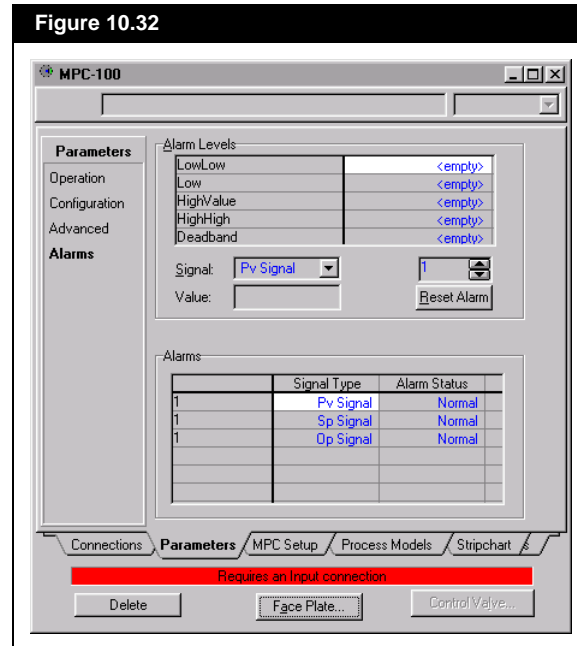 Figure 10.32
MPC-100
Parameters
Operation
Configuration
Advanced
Alarms
Alarm Levels
LowLow <empty>
Low <empty>
HighValue <empty>
HighHigh <empty>
Deadband <empty>
Signal: Pv Signal 1
Value: Reset Alarm
Alarms
Signal Type Alarm Status
1 Pv Signal Normal
1 Sp Signal Normal
1 Op Signal Normal
Connections Parameters MPC Setup Process Models Stripchart s
Requires an Input connection
Delete Face Plate... Control Valve...